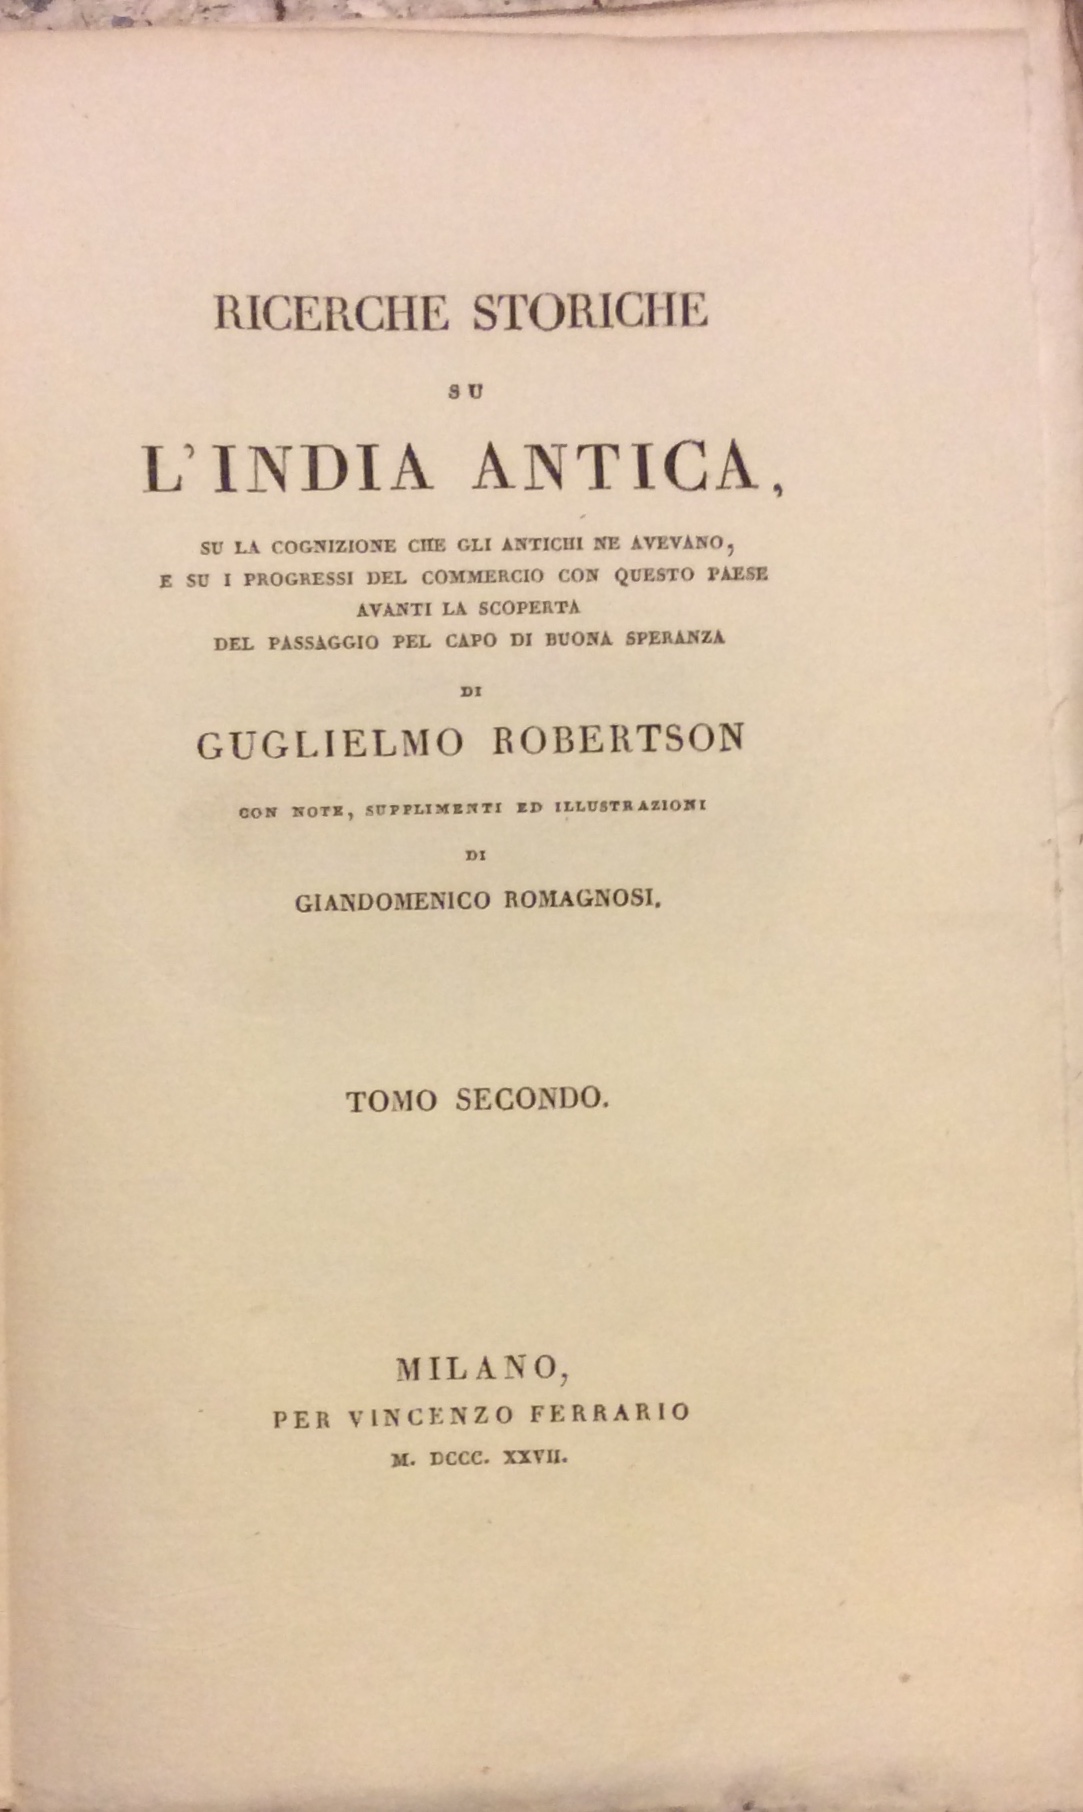 RICERCHE STORICHE
SU
L'INDIA ANTICA,
SU LA COGNIZIONE CHE GLI ANTICHI NE AVEVANO,
E SU I PROGRESSI DEL COMMERCIO CON QUESTO PAESE
AVANTI LA SCOPERTA
DEL PASSAGGIO PEL CAPO DI BUONA SPERANZA
DI
GUGLIELMO ROBERTSON
CON NOTE, SUPPLIMENTI ED ILLUSTRAZIONI
DI
GIANDOMENICO ROMAGNOSI.
TOMO SECONDO.
MILANO,
PER VINCENZO FERRARIO
M. DCCC. XXVII.